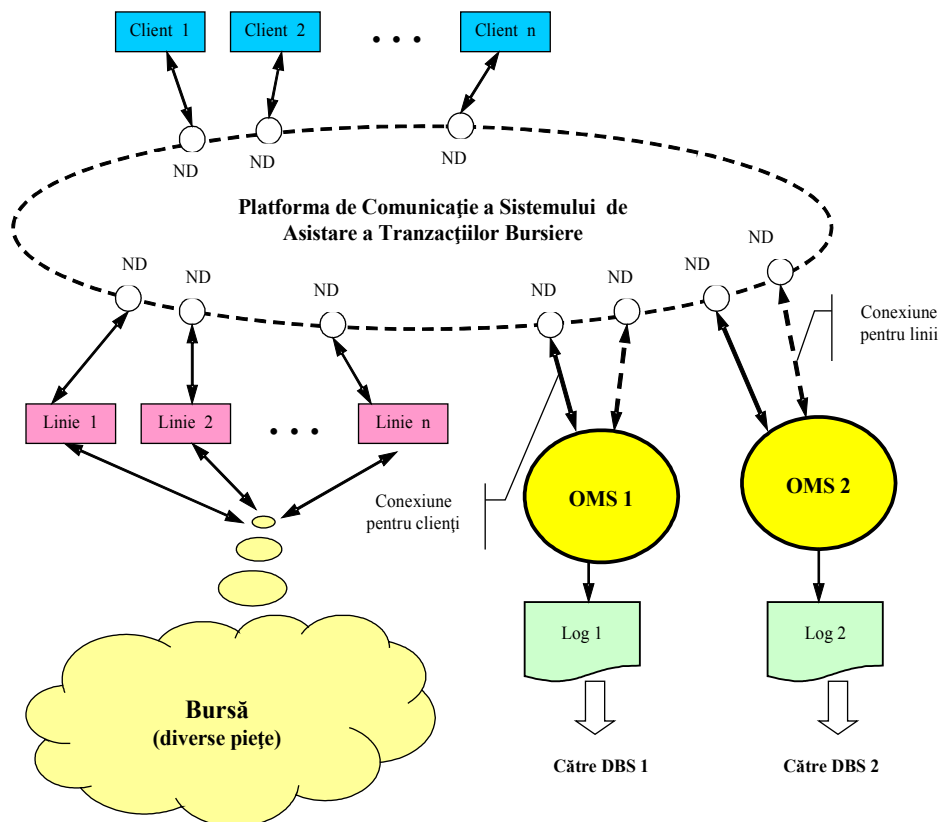 Client 1
Client 2
• • •
Client n
ND
ND
ND
Platforma de Comunicaţie a Sistemului de
Asistare a Tranzacţiilor Bursiere
ND
ND
ND
ND
ND
ND
ND
Conexiune
pentru linii
Linie 1
Linie 2
• • •
Linie n
Conexiune
pentru clienţi
OMS 1
OMS 2
Log 1
Log 2
Bursă
(diverse pieţe)
Către DBS 1
Către DBS 2